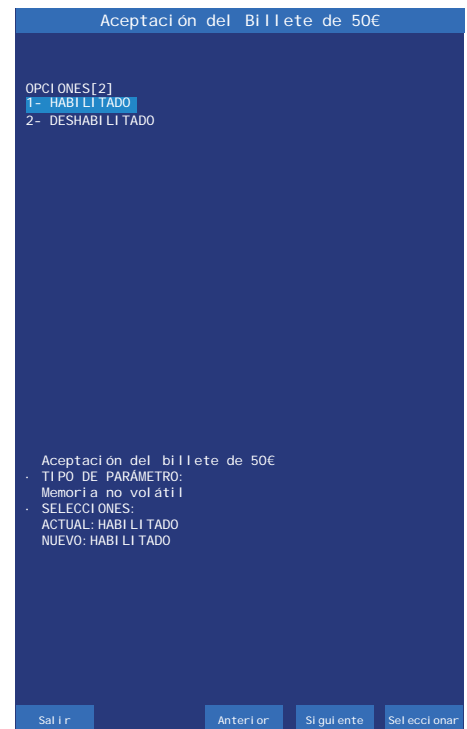 Aceptación del Billete de 50€
OPCIONES[2]
1- HABILITADO
2- DESHABILITADO
Aceptación del billete de 50€
· TIPO DE PARÁMETRO:
Memoria no volátil
· SELECCIONES:
ACTUAL:HABILITADO
NUEVO:HABILITADO
Salir Anterior Siguiente Seleccionar